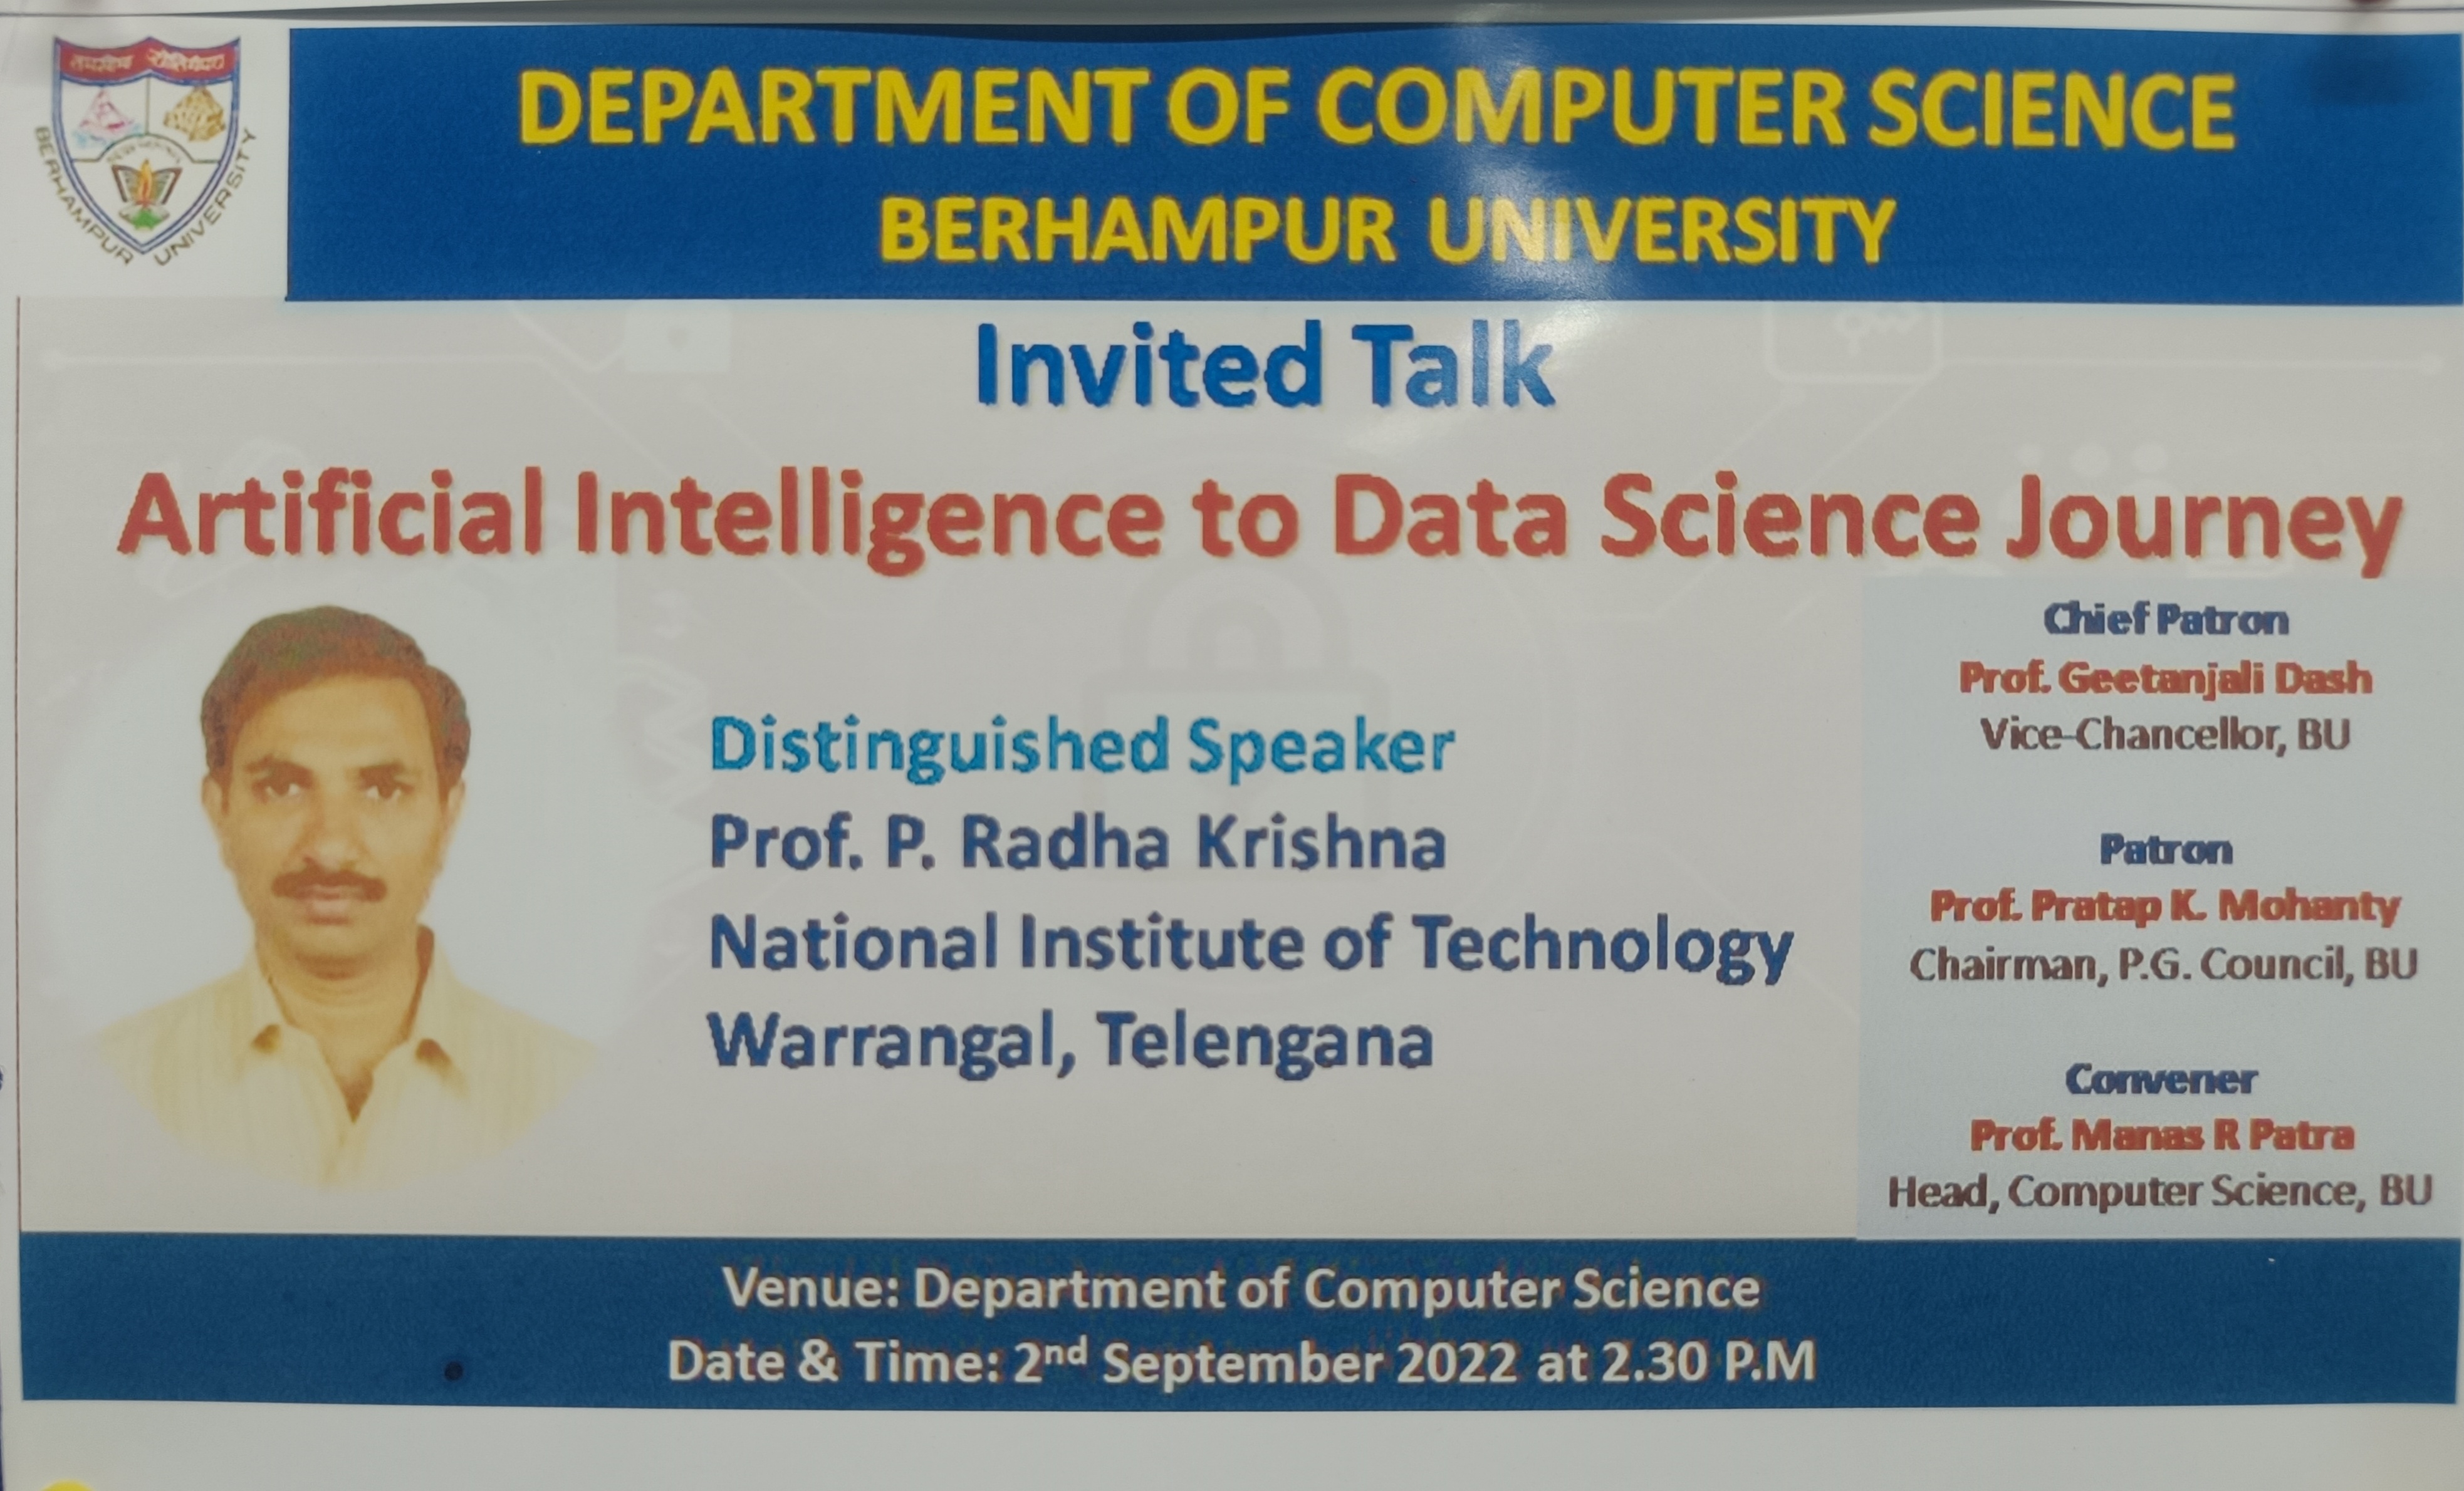 BERHAMPUR UNIVERSITY
DEPARTMENT OF COMPUTER SCIENCE
BERHAMPUR UNIVERSITY
Invited Talk
Artificial Intelligence to Data Science Journey
Distinguished Speaker
Prof. P. Radha Krishna
National Institute of Technology
Warrangal, Telengana
Chief Patron
Prof. Geetanjali Dash
Vice-Chancellor, BU
Patron
Prof. Pratap K. Mohanty
Chairman, P.G. Council, BU
Convener
Prof. Manas R Patra
Head, Computer Science, BU
Venue: Department of Computer Science
Date & Time: 2nd September 2022 at 2.30 P.M